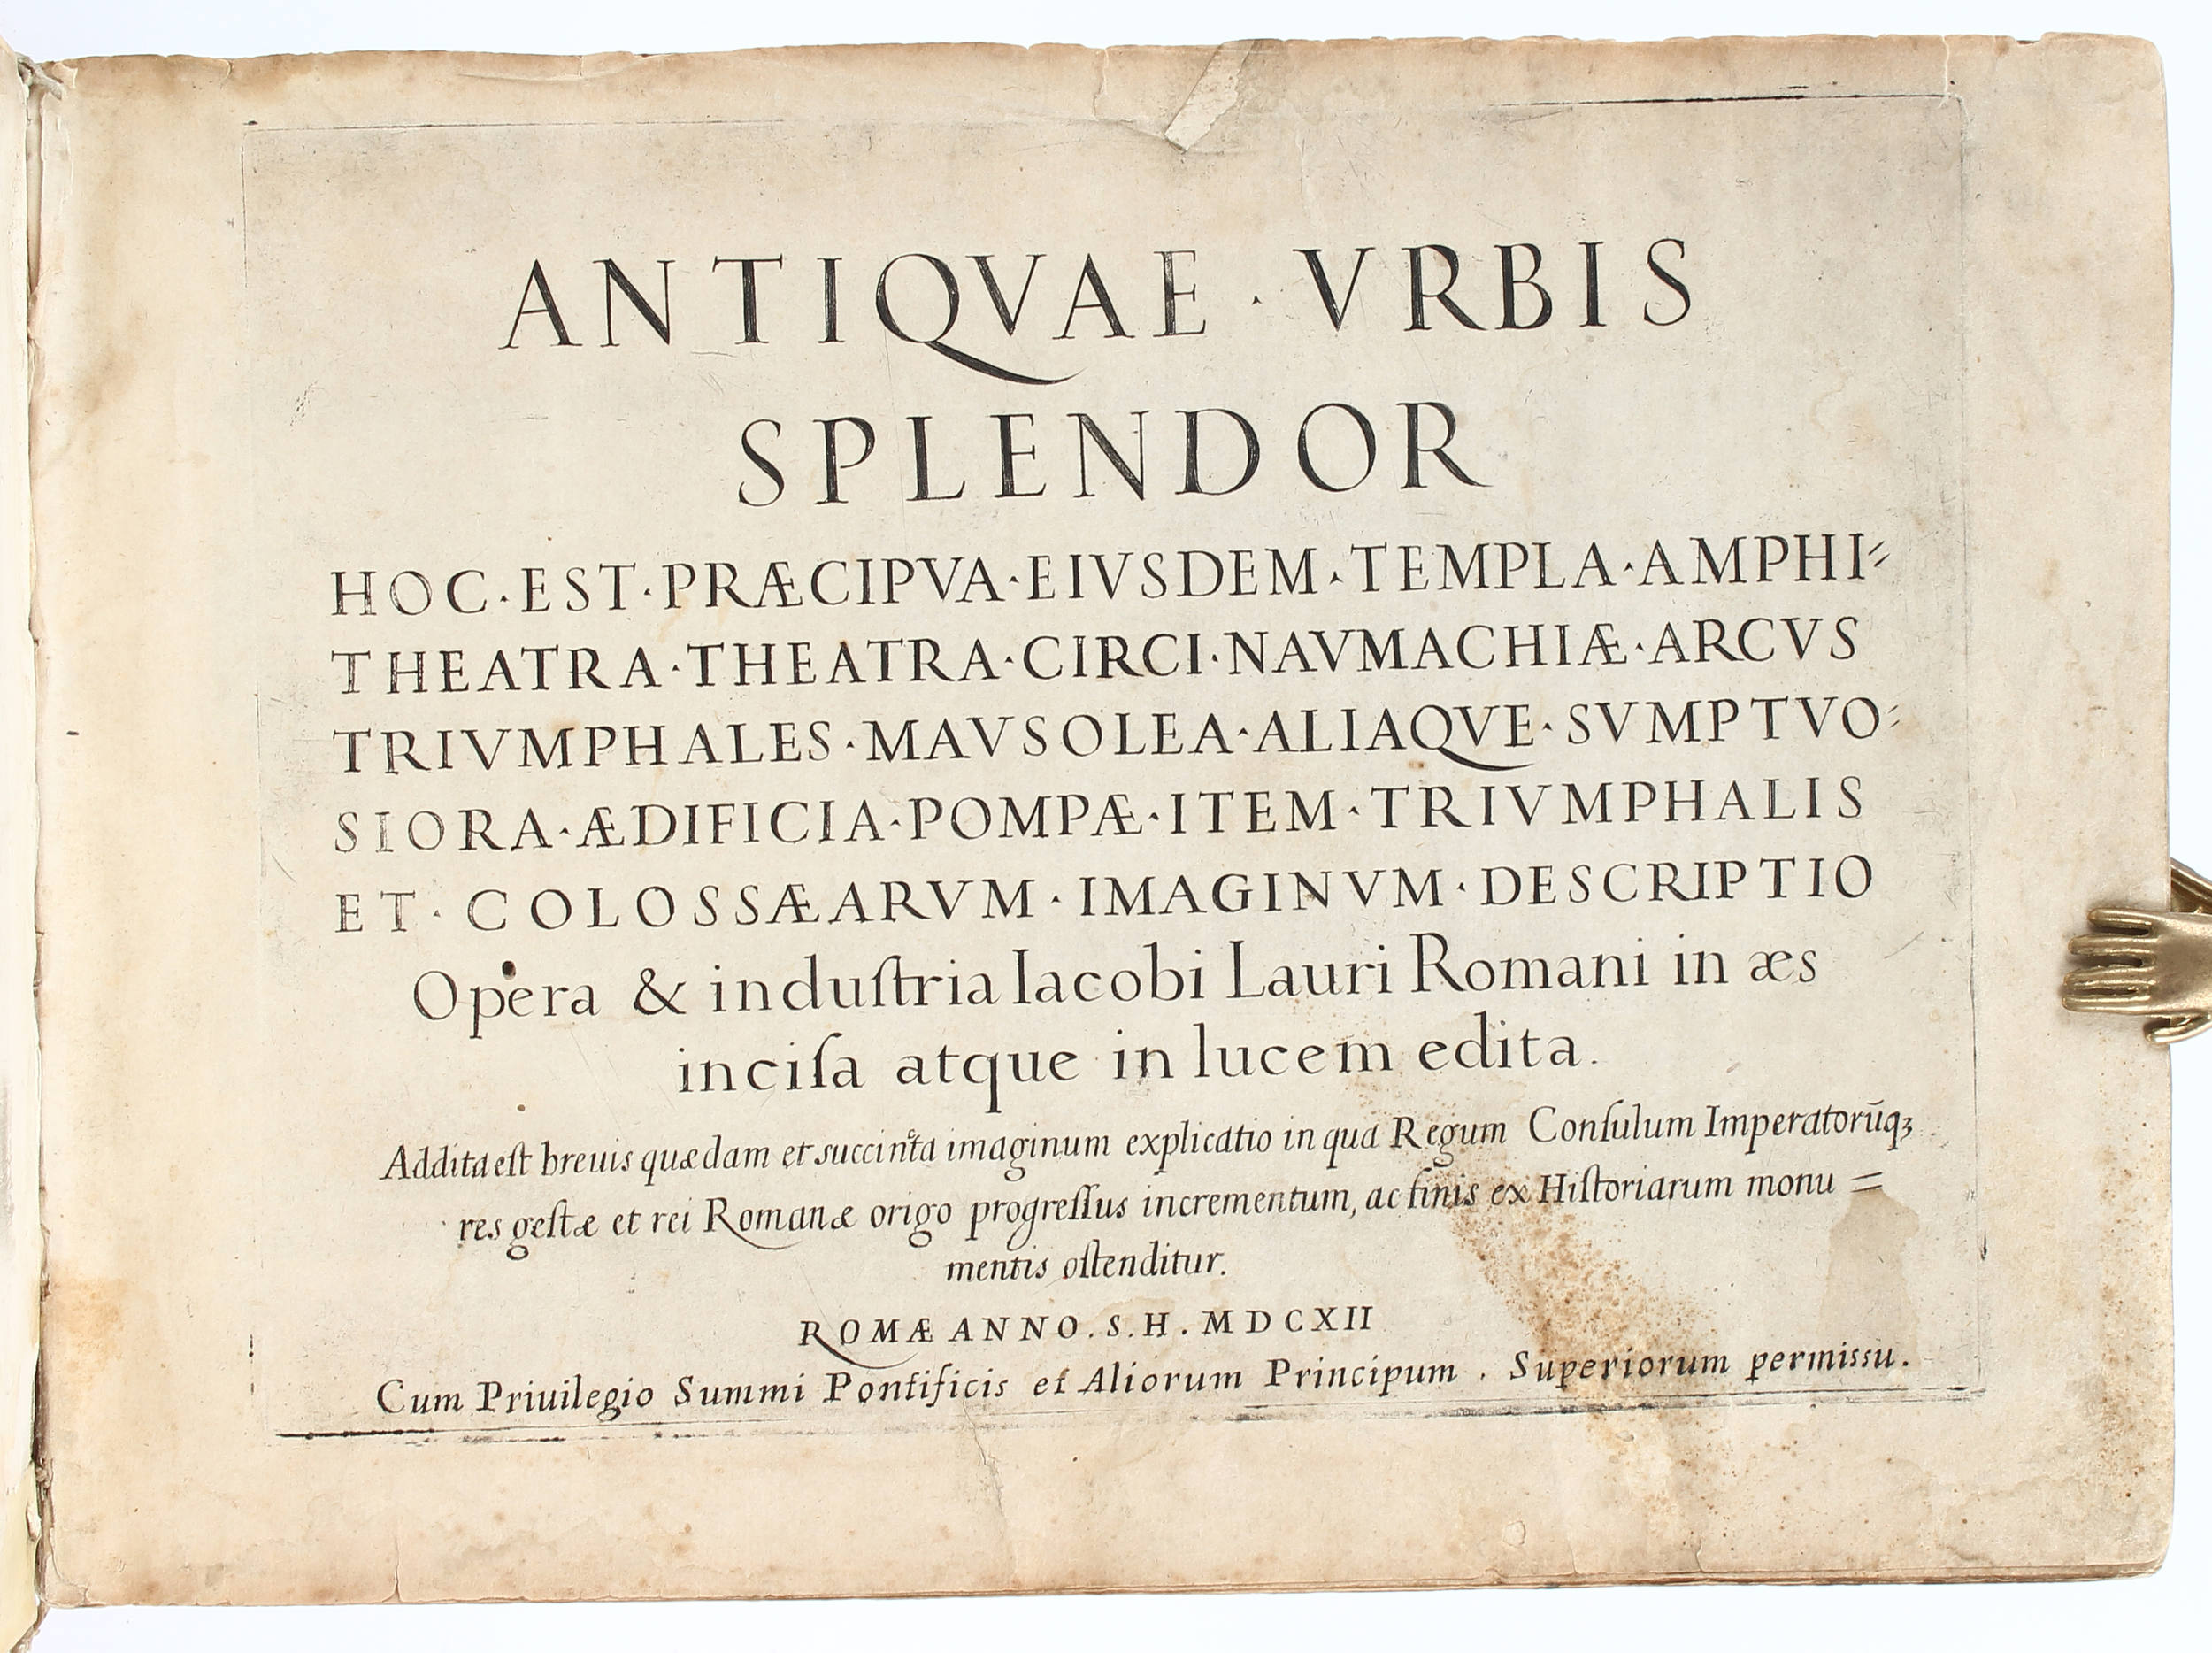 ANTIQVAE · VRBIS
SPLENDOR
HOC · EST · PRÆCIPVA · EIVSDEM · TEMPLA · AMPHI⸗
THEATRA · THEATRA · CIRCI · NAVMACHIÆ · ARCVS
TRIVMPHALES · MAVSOLEA · ALIAQVE · SVMPTVO⸗
SIORA · ÆDIFICIA · POMPÆ · ITEM · TRIVMPHALIS
ET · COLOSSÆARVM · IMAGINVM · DESCRIPTIO
Opera & induſtria Iacobi Lauri Romani in æs
inciſa atque in lucem edita.
Addita eſt breuis quædam et succincta imaginum explicatio in qua Regum Conſulum Imperatorūqꝫ
res geſtæ et rei Romanæ origo progreſſus incrementum, ac finis ex Hiſtoriarum monu⸗
mentis oſtenditur.
ROMÆ ANNO . S . H . MDCXII
Cum Priuilegio Summi Pontificis et Aliorum Principum . Superiorum permissu.